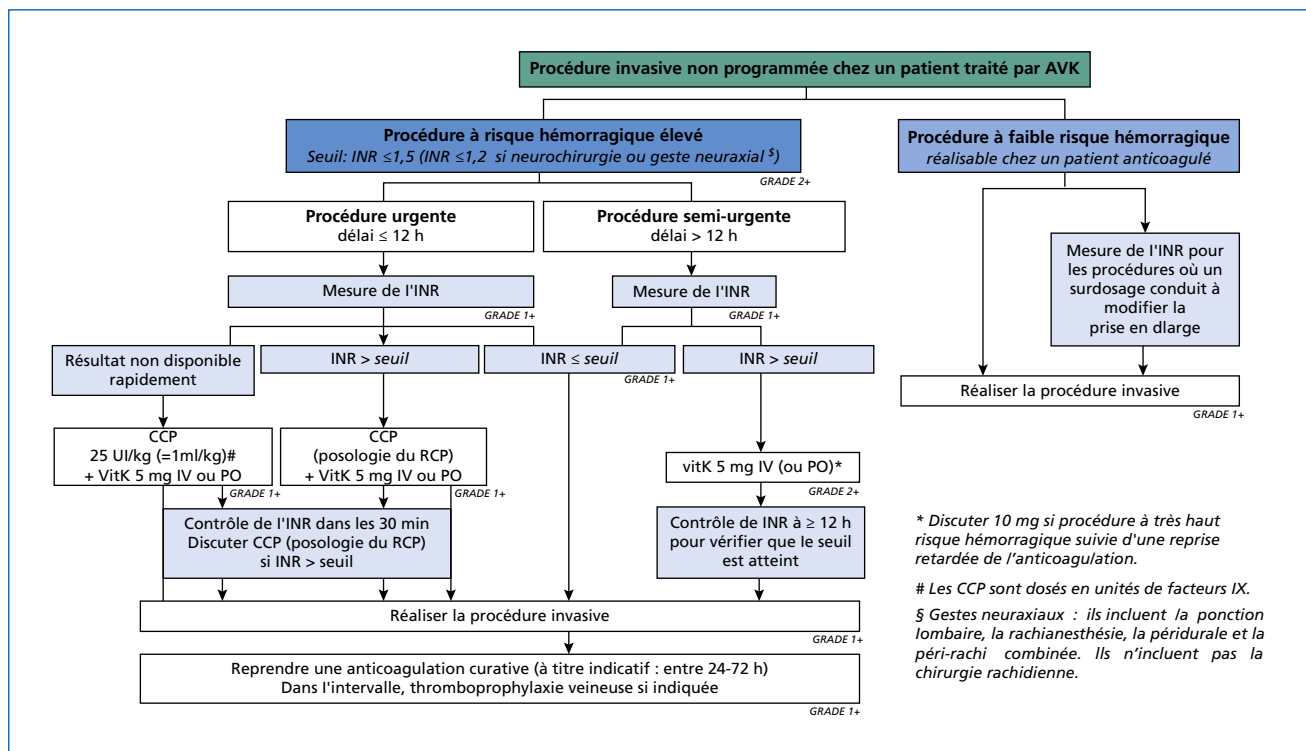 Procédure invasive non programmée chez un patient traité par AVK
Procédure à risque hémorragique élevé
Seuil: INR ≤1,5 (INR ≤1,2 si neurochirurgie ou geste neuraxial $)
GRADE 2+
Procédure à faible risque hémorragique
réalisable chez un patient anticoagulé
Procédure urgente
délai ≤ 12 h
Procédure semi-urgente
délai > 12 h
Mesure de I'INR
GRADE 1+
Mesure de I'INR
GRADE 1+
Mesure de I'INR pour
les procédures où un
surdosage conduit à
modifier la
prise en dlarge
Résultat non disponible
rapidement
INR > seuil
INR ≤ seuil
GRADE 1+
INR > seuil
Réaliser la procédure invasive
GRADE 1+
CCP
25 UI/kg (=1ml/kg)#
+ VitK 5 mg IV ou PO
GRADE 1+
CCP
(posologie du RCP)
+ VitK 5 mg IV ou PO
GRADE 1+
vitK 5 mg IV (ou PO)*
GRADE 2+
Contrôle de I'INR dans les 30 min
Discuter CCP (posologie du RCP)
si INR > seuil
Contrôle de INR à ≥ 12 h
pour vérifier que le seuil
est atteint
Réaliser la procédure invasive
GRADE 1+
Reprendre une anticoagulation curative (à titre indicatif : entre 24-72 h)
Dans I'intervalle, thromboprophylaxie veineuse si indiquée
GRADE 1+
* Discuter 10 mg si procédure à très haut
risque hémorragique suivie d'une reprise
retardée de l’anticoagulation.
# Les CCP sont dosés en unités de facteurs IX.
§ Gestes neuraxiaux : ils incluent la ponction
lombaire, la rachianesthésie, la péridurale et la
péri-rachi combinée. Ils n’incluent pas la
chirurgie rachidienne.